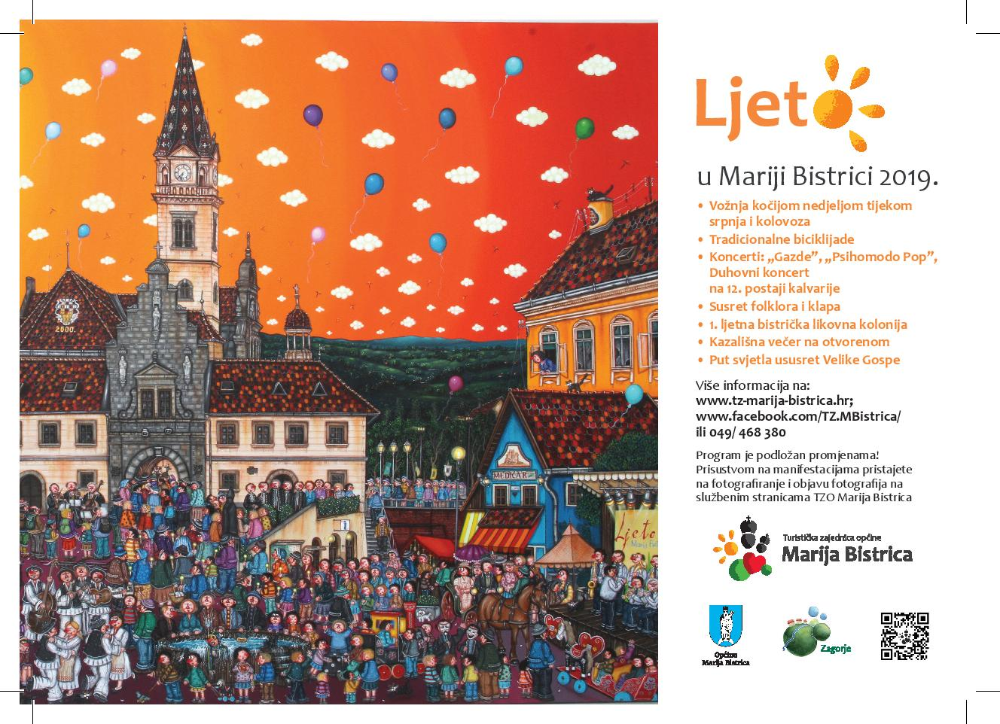 2000.
MEDIČAR
Ljeto
Ljeto
u Mariji Bistrici 2019.
• Vožnja kočijom nedjeljom tijekom
srpnja i kolovoza
• Tradicionalne biciklijade
• Koncerti: „Gazde”, „Psihomodo Pop”,
Duhovni koncert
na 12. postaji kalvarije
• Susret folklora i klapa
• 1. ljetna bistrička likovna kolonija
• Kazališna večer na otvorenom
• Put svjetla ususret Velike Gospe
Više informacija na:
www.tz-marija-bistrica.hr;
www.facebook.com/TZ.MBistrica/
ili 049/ 468 380
Program je podložan promjenama!
Prisustvom na manifestacijama pristajete
na fotografiranje i objavu fotografija na
službenim stranicama TZO Marija Bistrica
Turistička zajednica općine
Marija Bistrica
Općina
Marija Bistrica
Zagorje